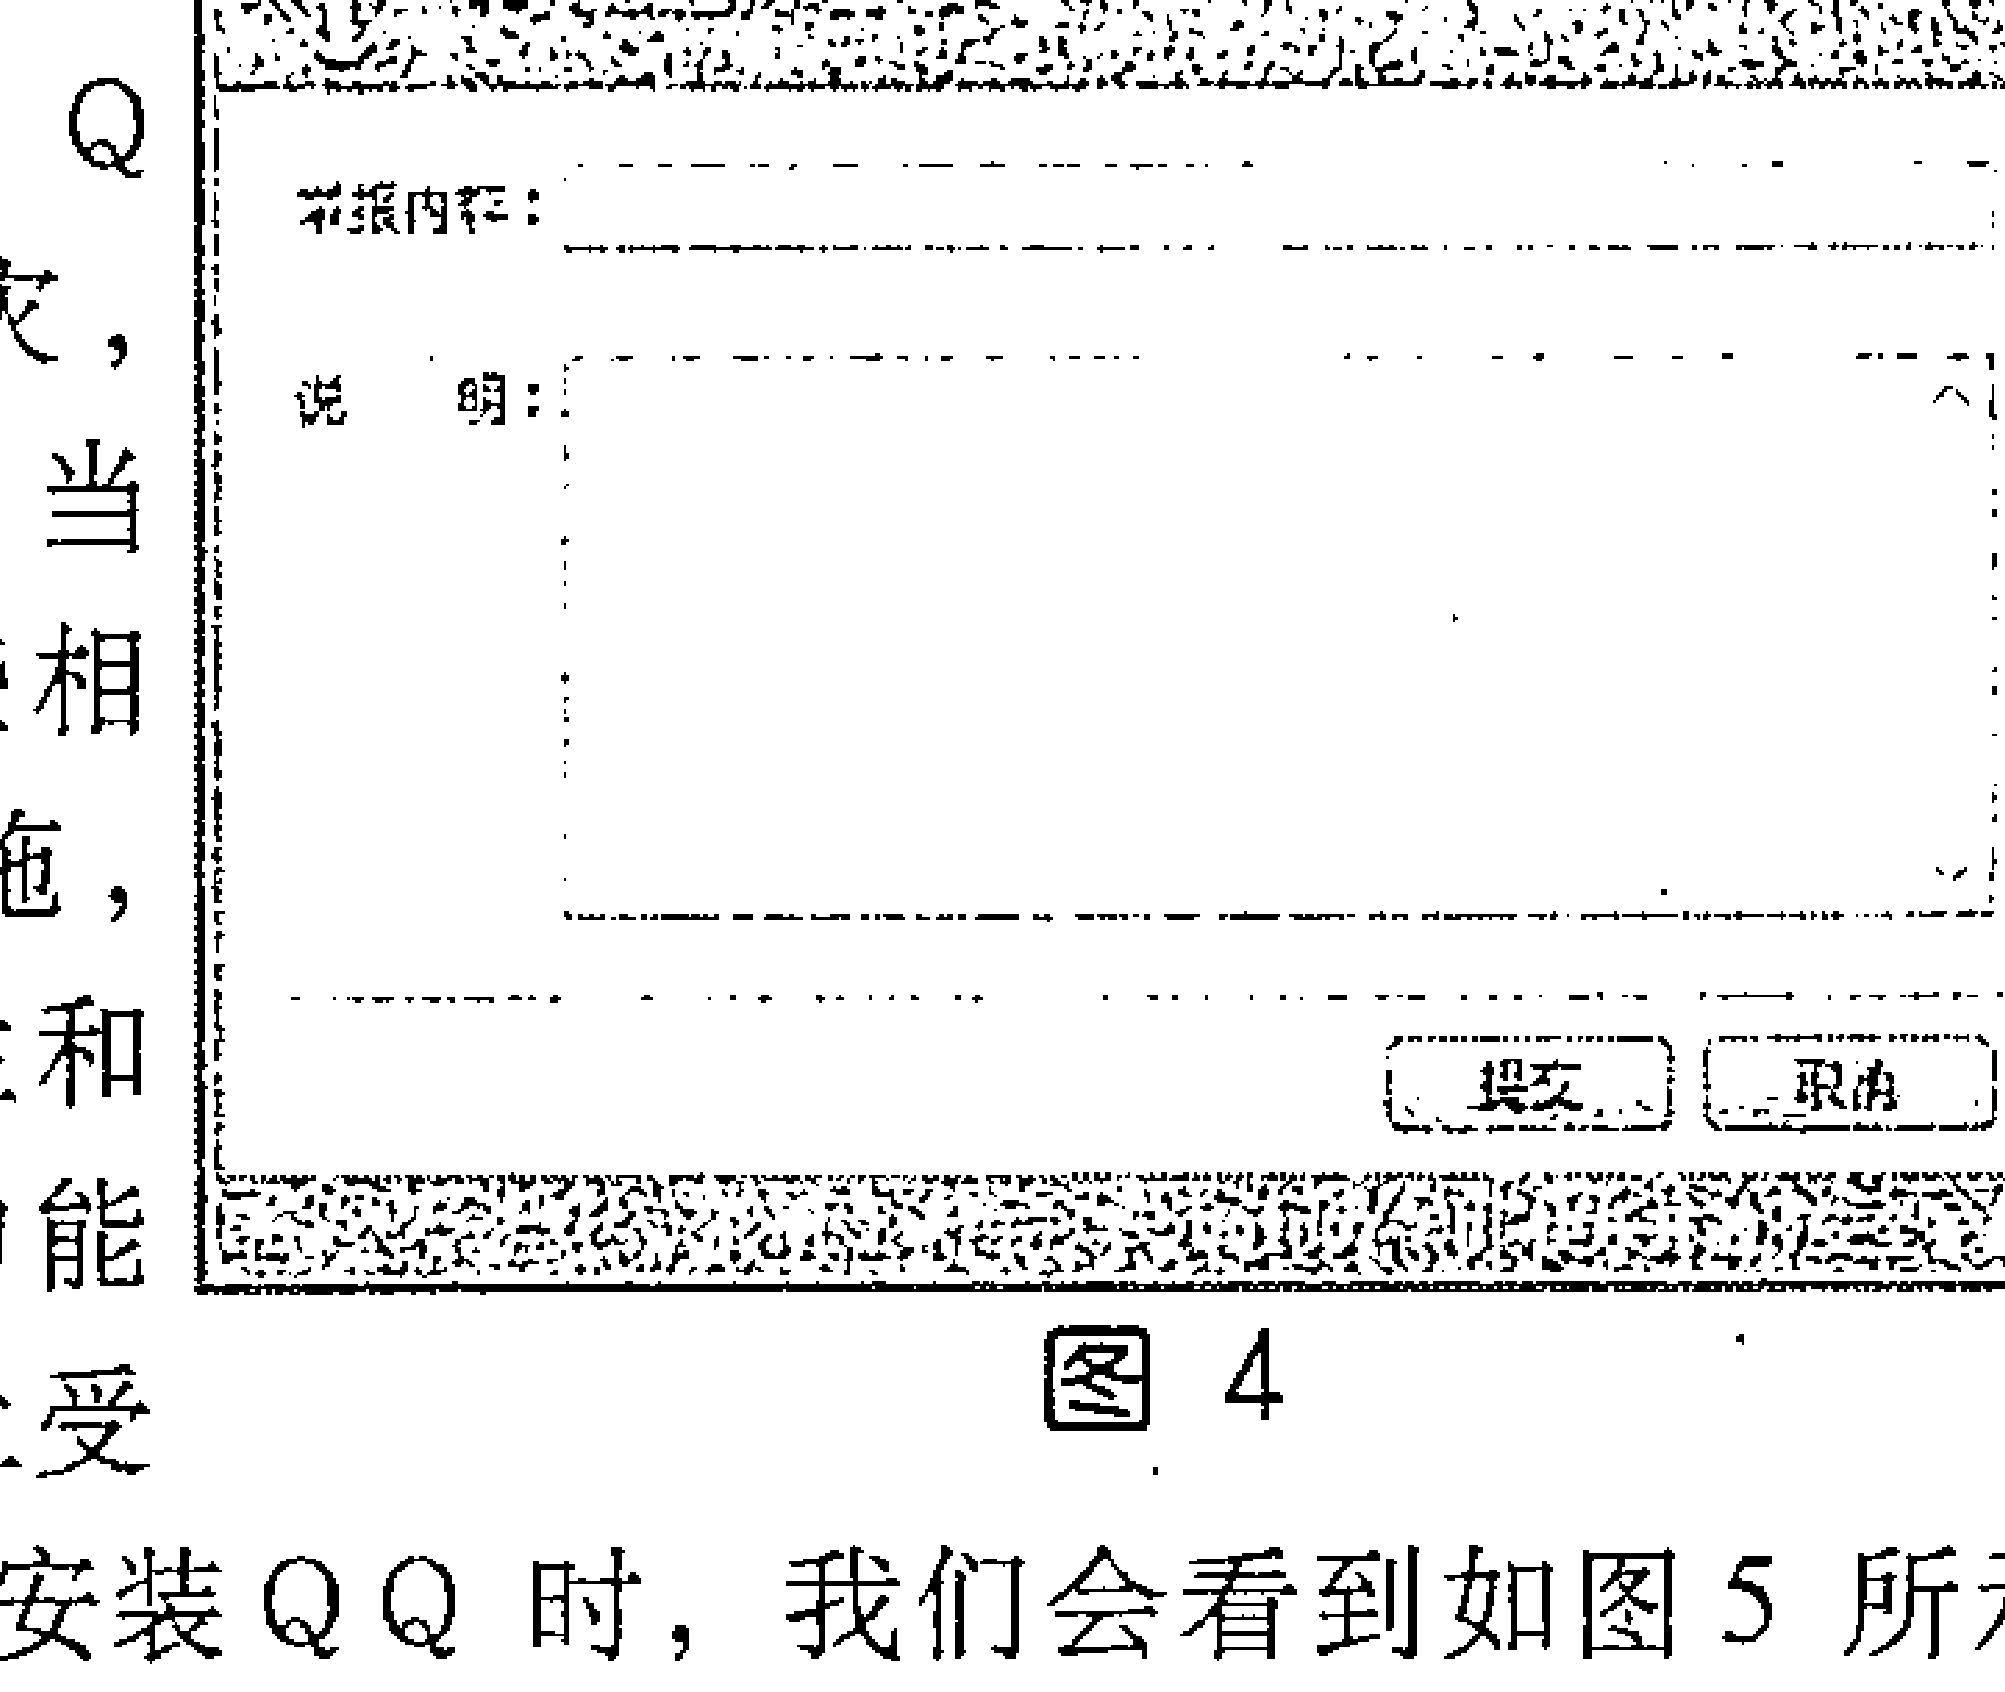 Q
，
当
相
施，
和
能
受
举报内容：
说 明：
提交 取消
图 4
安装QQ 时，我们会看到如图 5 所